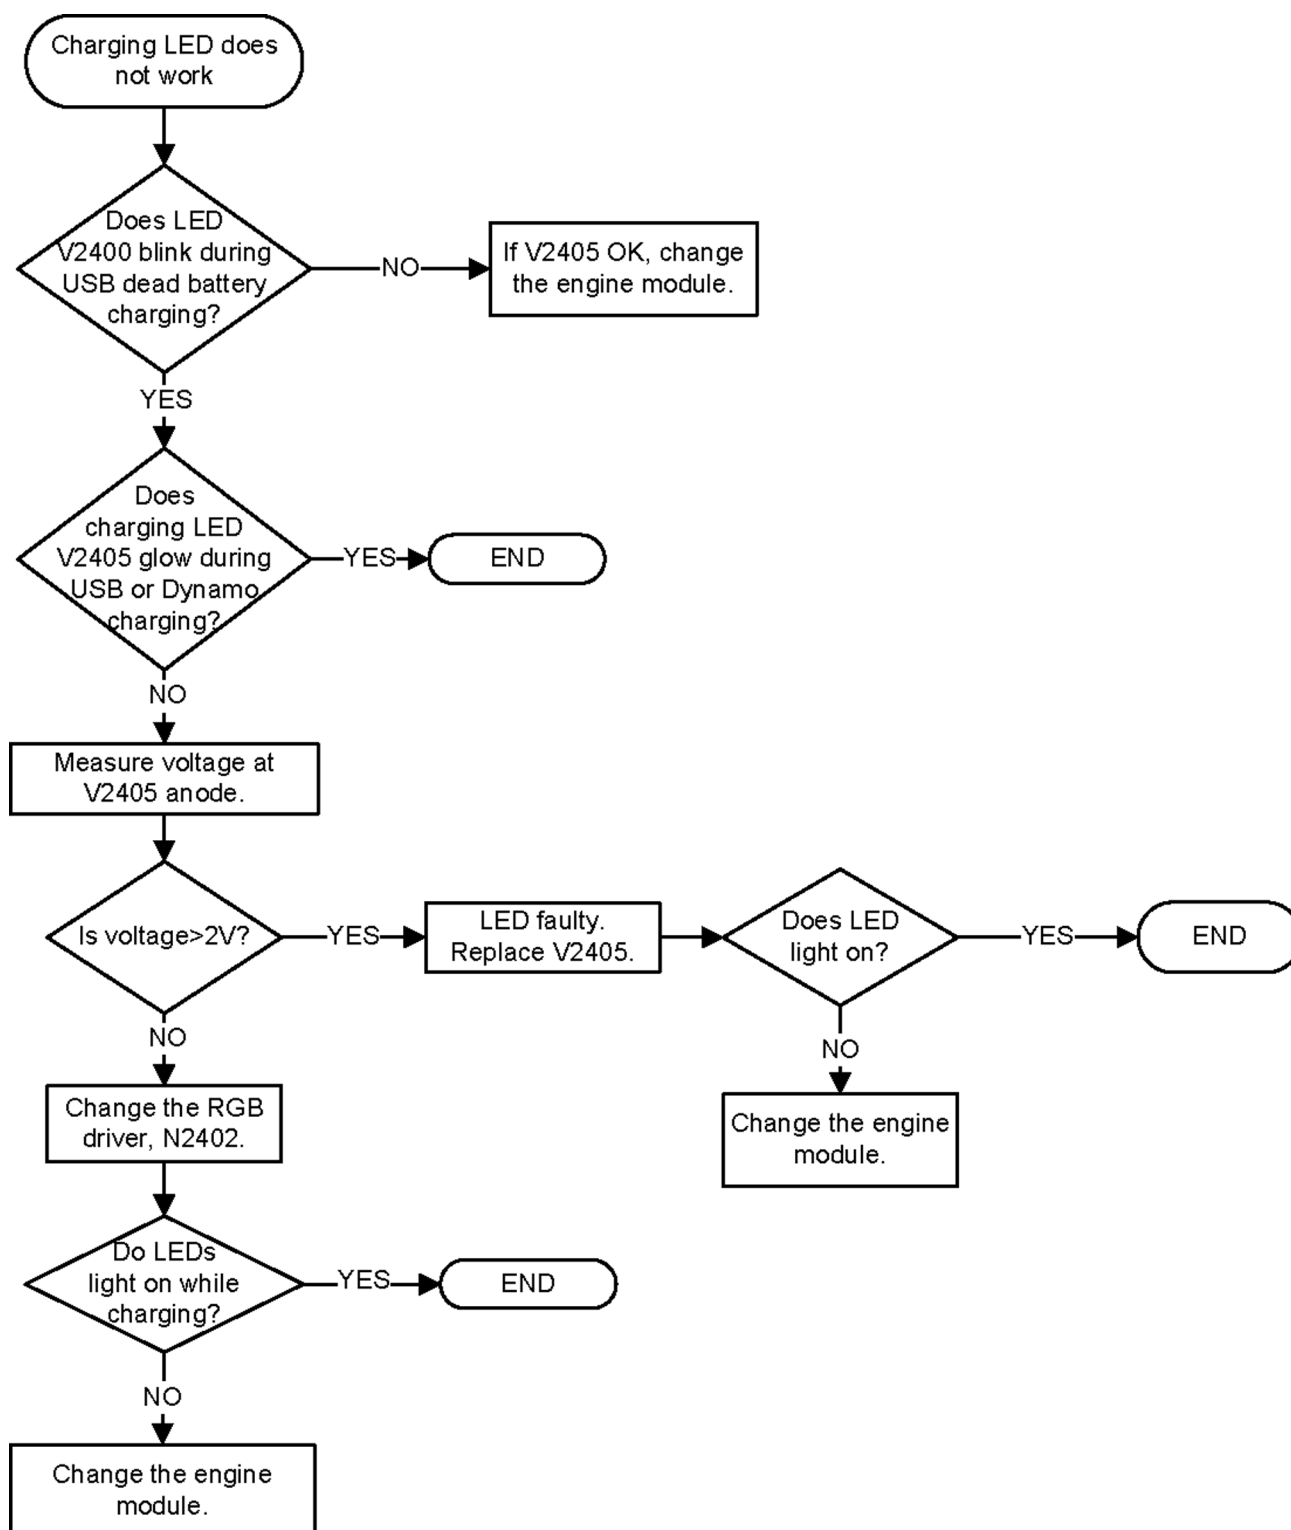 Charging LED does
not work
Does LED
V2400 blink during
USB dead battery
charging?
NO
If V2405 OK, change
the engine module.
YES
Does
charging LED
V2405 glow during
USB or Dynamo
charging?
YES
END
NO
Measure voltage at
V2405 anode.
Is voltage>2V?
YES
LED faulty.
Replace V2405.
Does LED
light on?
YES
END
NO
Change the engine
module.
NO
Change the RGB
driver, N2402.
Do LEDs
light on while
charging?
YES
END
NO
Change the engine
module.